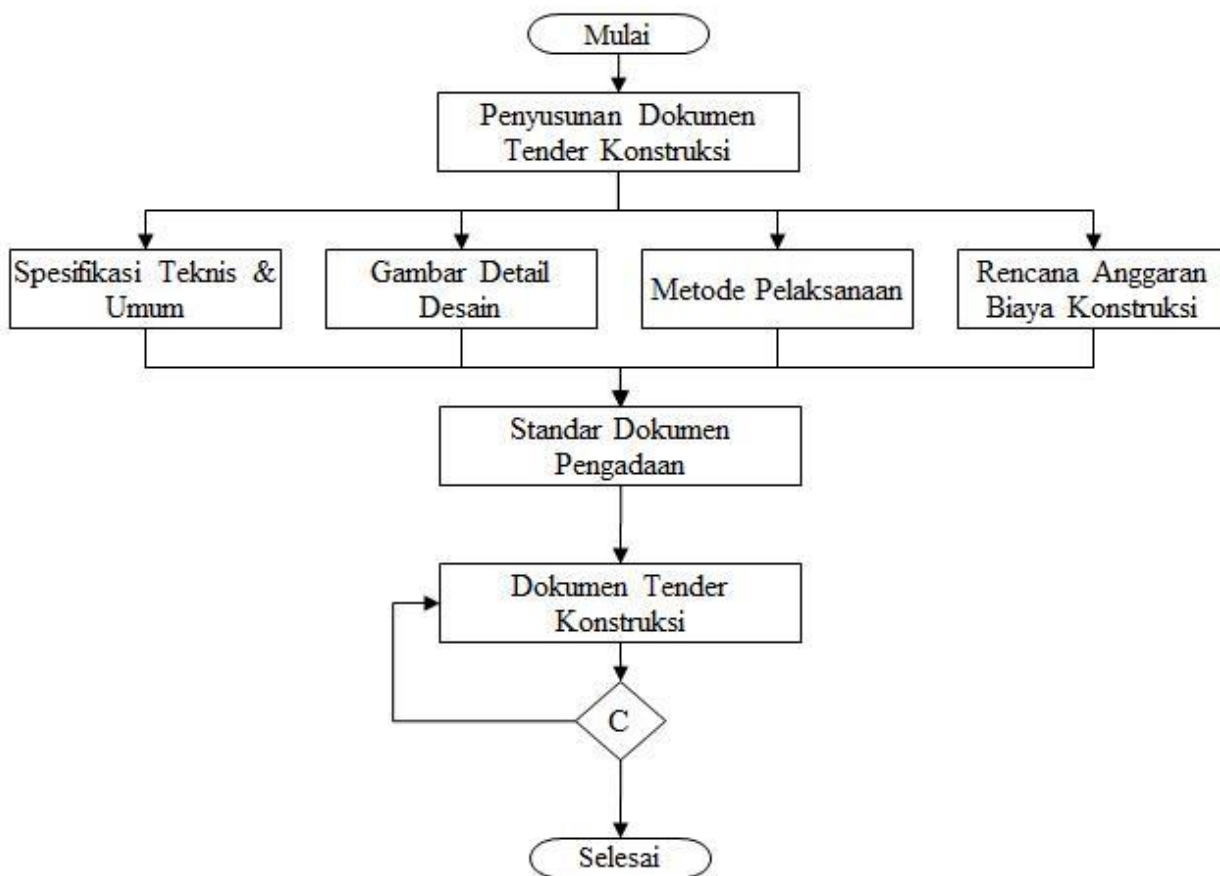 Mulai
Penyusunan Dokumen
Tender Konstruksi
Spesifikasi Teknis &
Umum
Gambar Detail
Desain
Metode Pelaksanaan
Rencana Anggaran
Biaya Konstruksi
Standar Dokumen
Pengadaan
Dokumen Tender
Konstruksi
C
Selesai